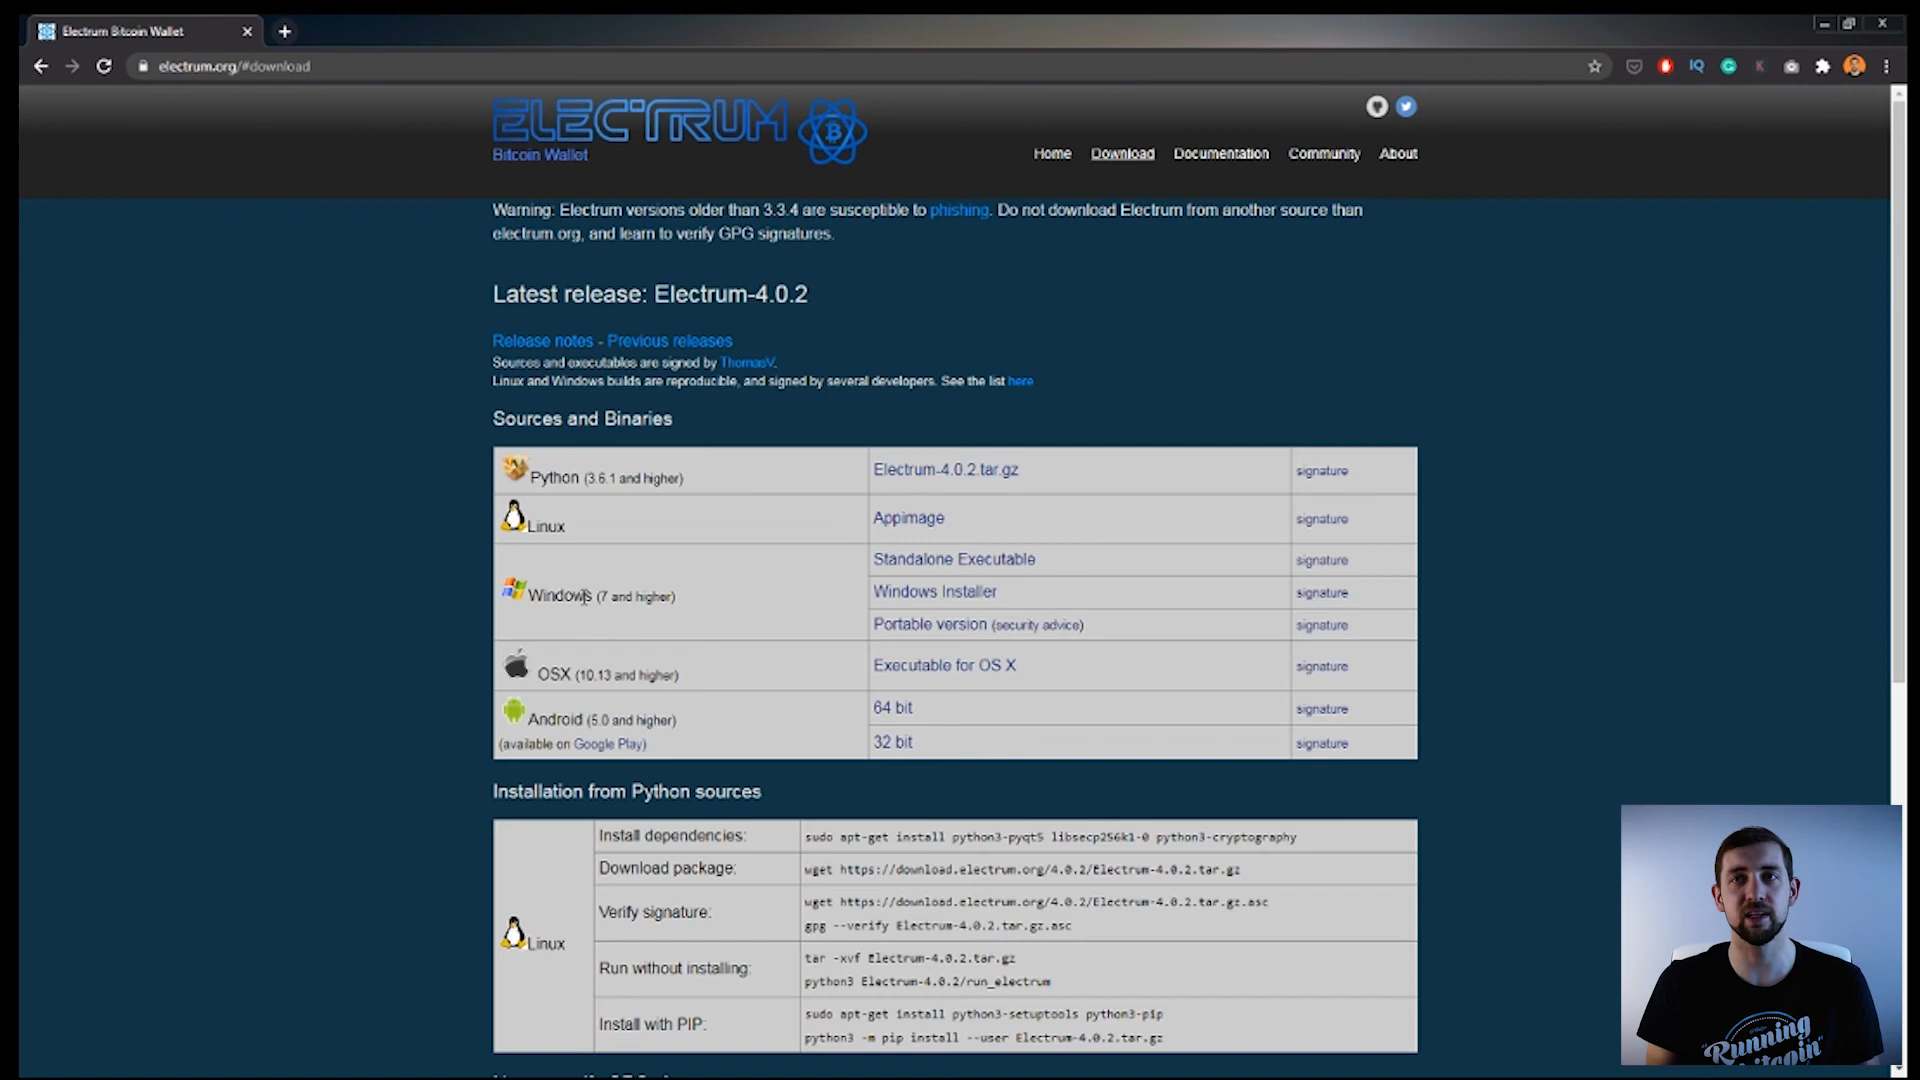 Electrum Bitcoin Wallet
electrum.org/#download
ELECTRUM
Bitcoin Wallet
Home Download Documentation Community About
Warning: Electrum versions older than 3.3.4 are susceptible to phishing. Do not download Electrum from another source than
electrum.org, and learn to verify GPG signatures.
Latest release: Electrum-4.0.2
Release notes - Previous releases
Sources and executables are signed by ThomasV.
Linux and Windows builds are reproducible, and signed by several developers. See the list here
Sources and Binaries
Python (3.6.1 and higher) Electrum-4.0.2.tar.gz signature
Linux Appimage signature
Standalone Executable signature
Windows (7 and higher) Windows Installer signature
Portable version (security advice) signature
OSX (10.13 and higher) Executable for OS X signature
Android (5.0 and higher) 64 bit signature
(available on Google Play) 32 bit signature
Installation from Python sources
Install dependencies: sudo apt-get install python3-pyqt5 libsecp256k1-0 python3-cryptography
Download package: wget https://download.electrum.org/4.0.2/Electrum-4.0.2.tar.gz
Verify signature: wget https://download.electrum.org/4.0.2/Electrum-4.0.2.tar.gz.asc
gpg --verify Electrum-4.0.2.tar.gz.asc
Linux
Run without installing: tar -xvf Electrum-4.0.2.tar.gz
python3 Electrum-4.0.2/run_electrum
Install with PIP: sudo apt-get install python3-setuptools python3-pip
python3 -m pip install --user Electrum-4.0.2.tar.gz
"Running
bitcoin"